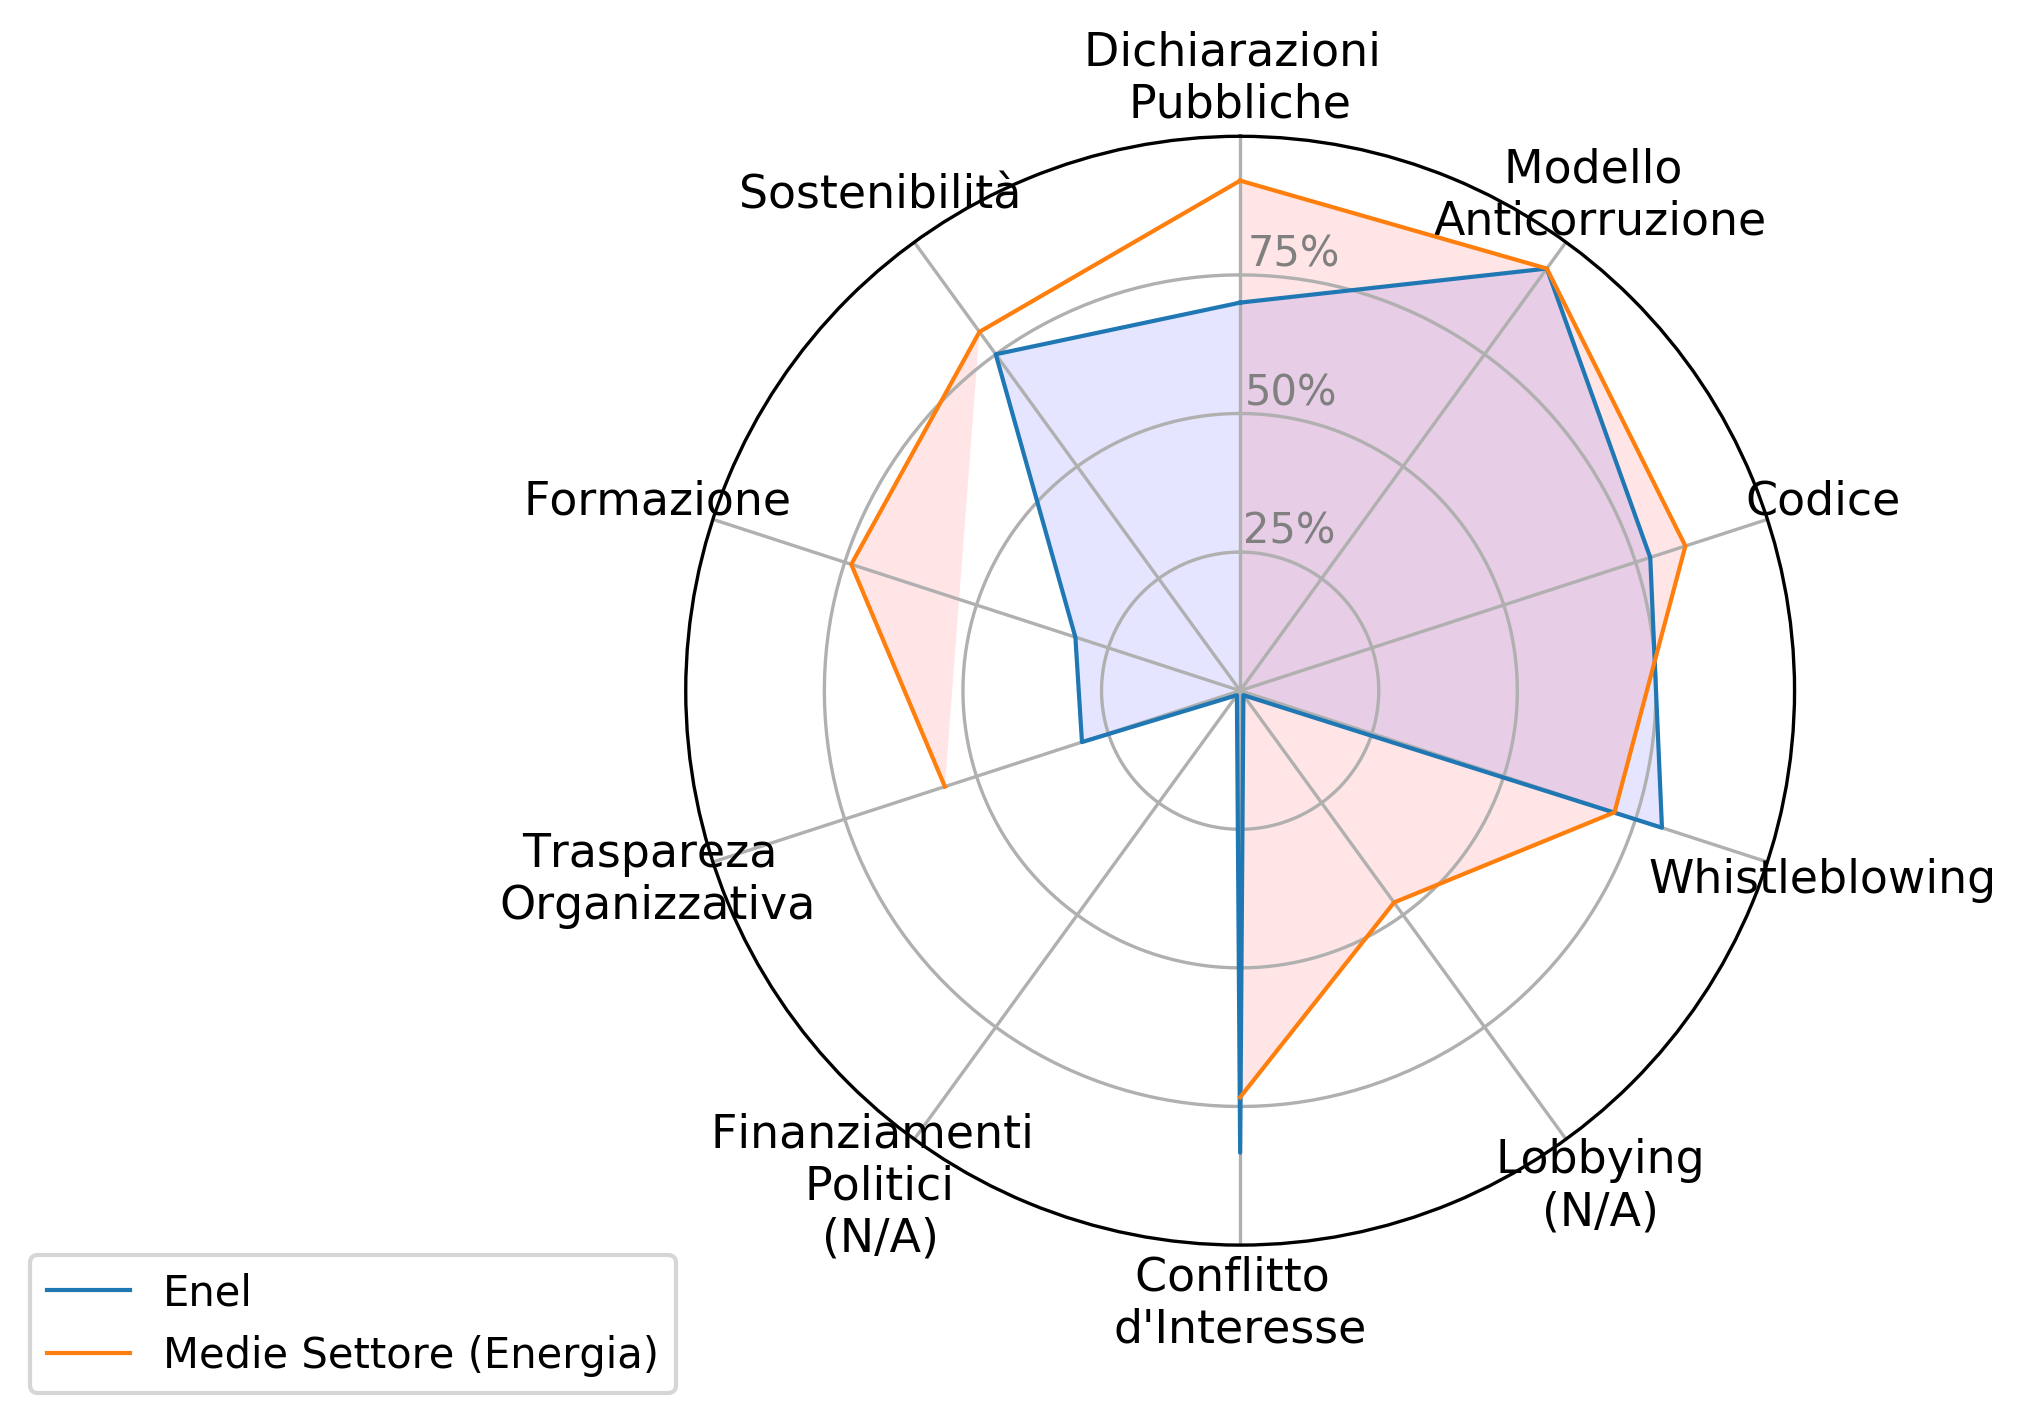 Dichiarazioni
Pubbliche
Modello
Anticorruzione
Sostenibilità
75%
50%
25%
Codice
Formazione
Whistleblowing
Traspareza
Organizzativa
Finanziamenti
Politici
(N/A)
Lobbying
(N/A)
Conflitto
d'Interesse
Enel
Medie Settore (Energia)